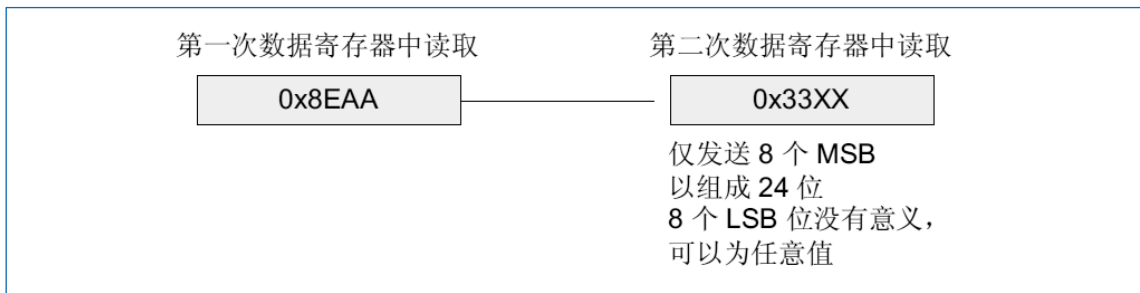 第一次数据寄存器中读取
第二次数据寄存器中读取
0x8EAA
0x33XX
仅发送 8 个 MSB
以组成 24 位
8 个 LSB 位没有意义，
可以为任意值